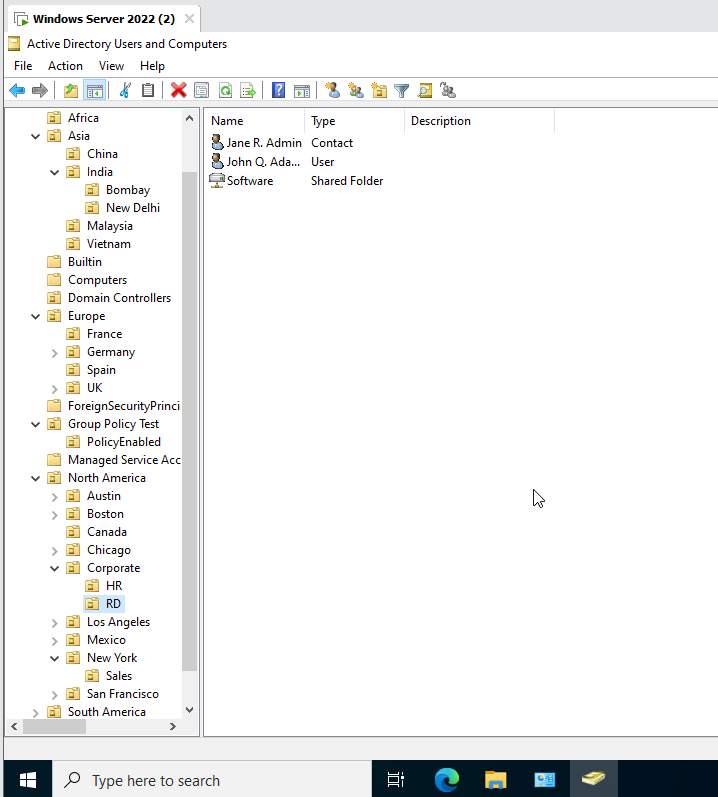 Windows Server 2022 (2)
Active Directory Users and Computers
File Action View Help
Name Type Description
Jane R. Admin Contact
John Q. Ada... User
Software Shared Folder
Africa
Asia
China
India
Bombay
New Delhi
Malaysia
Vietnam
Builtin
Computers
Domain Controllers
Europe
France
Germany
Spain
UK
ForeignSecurityPrinci
Group Policy Test
PolicyEnabled
Managed Service Acc
North America
Austin
Boston
Canada
Chicago
Corporate
HR
RD
Los Angeles
Mexico
New York
Sales
San Francisco
South America
Type here to search